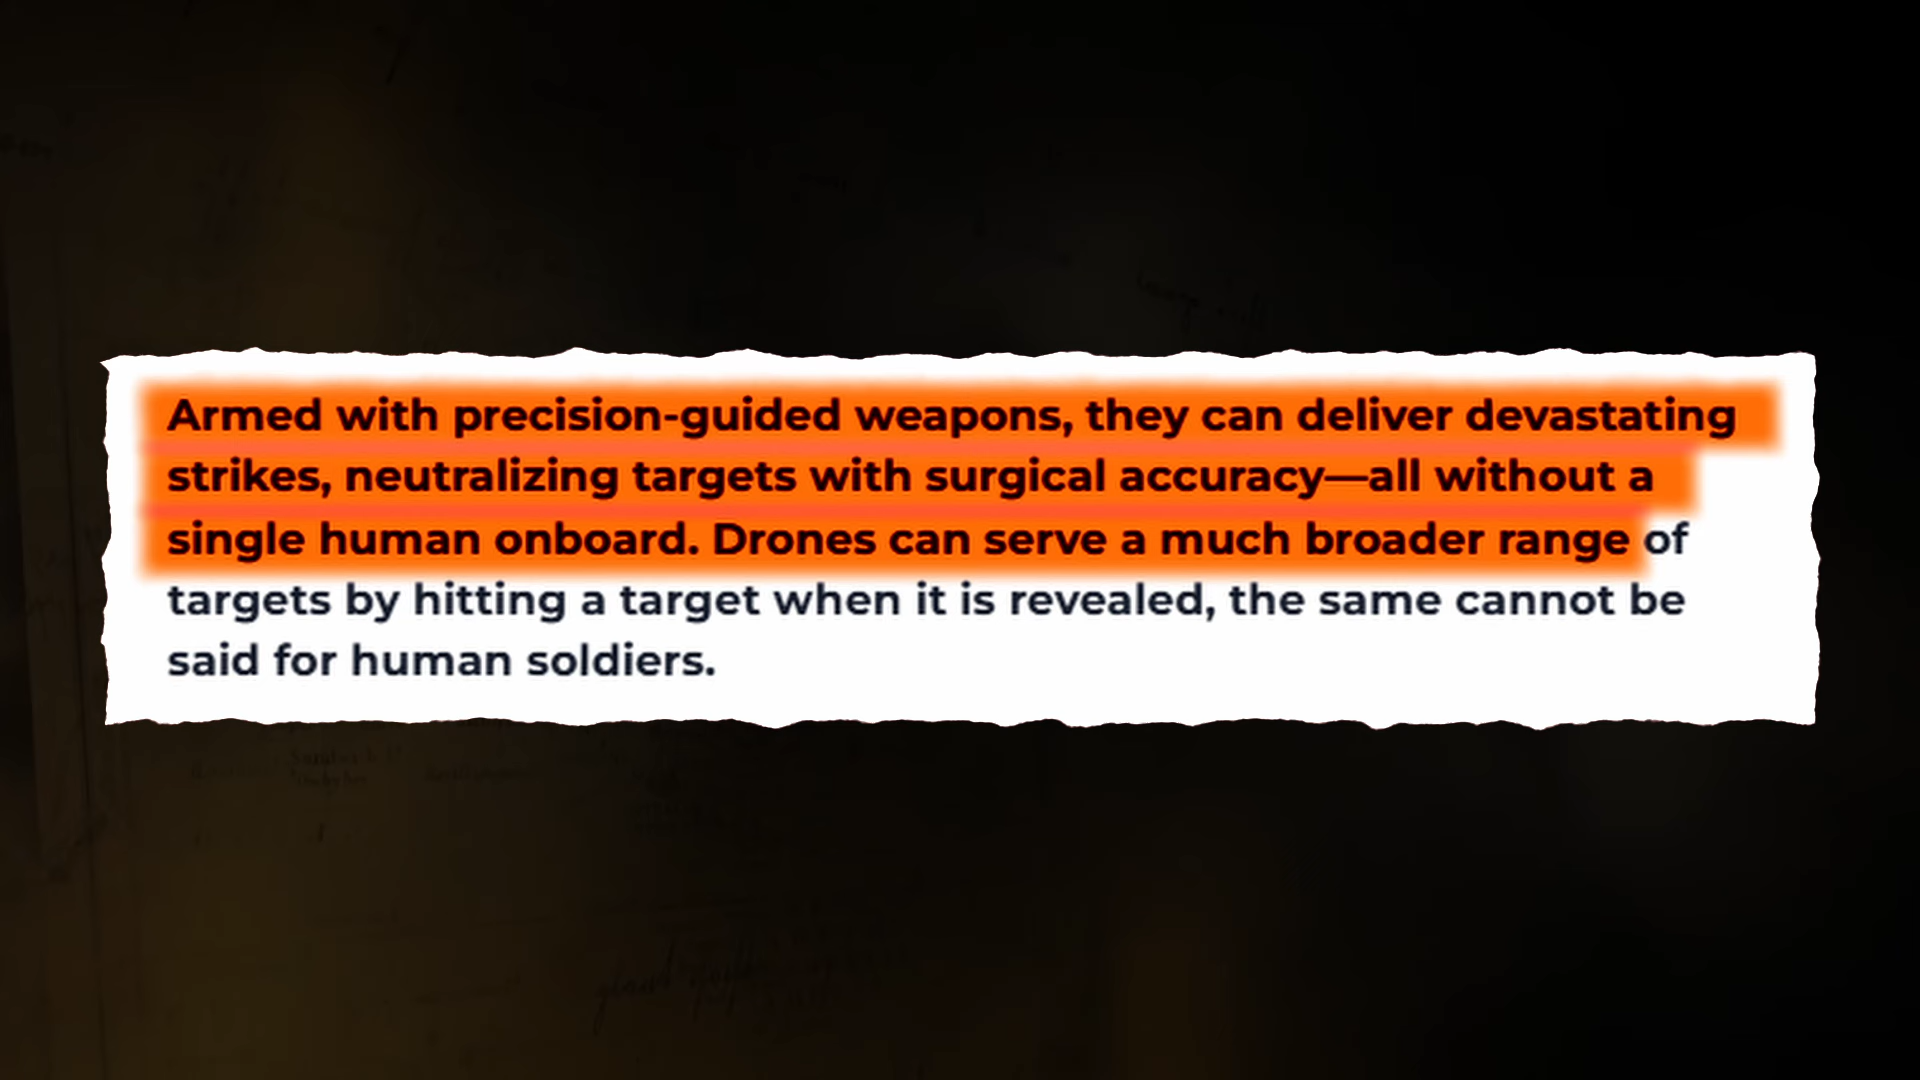 Armed with precision-guided weapons, they can deliver devastating
strikes, neutralizing targets with surgical accuracy—all without a
single human onboard. Drones can serve a much broader range of
targets by hitting a target when it is revealed, the same cannot be
said for human soldiers.